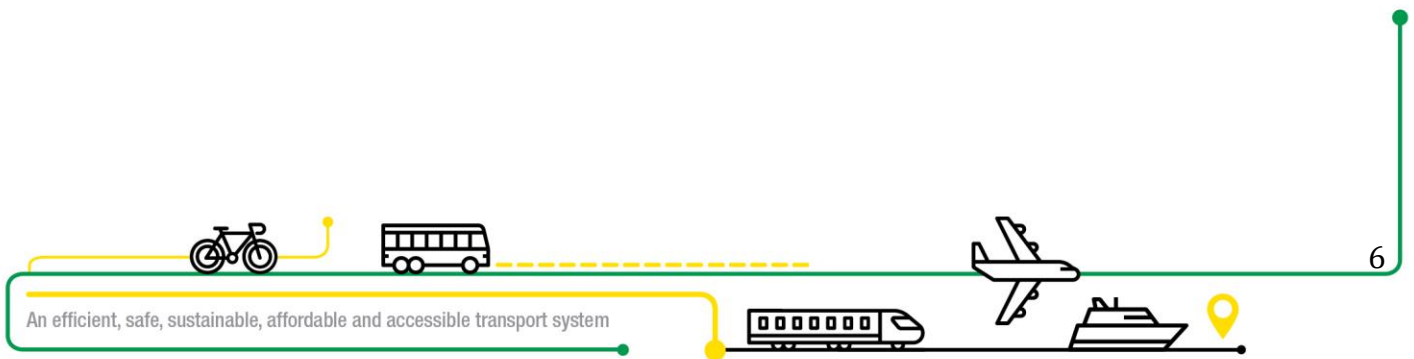 6
An efficient, safe, sustainable, affordable and accessible transport system